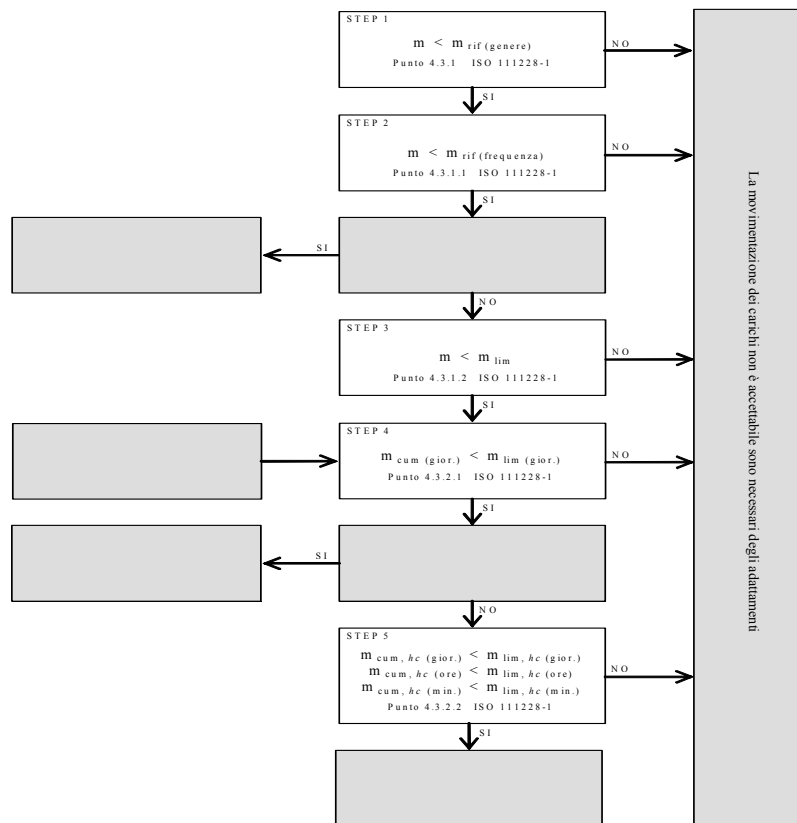 STEP 1
m < m rif (genere)
Punto 4.3.1 ISO 111228-1
NO
SI
STEP 2
m < m rif (frequenza)
Punto 4.3.1.1 ISO 111228-1
NO
SI
SI
NO
STEP 3
m < m lim
Punto 4.3.1.2 ISO 111228-1
NO
SI
STEP 4
m cum (gior.) < m lim (gior.)
Punto 4.3.2.1 ISO 111228-1
NO
SI
SI
NO
STEP 5
m cum, hc (gior.) < m lim, hc (gior.)
m cum, hc (ore) < m lim, hc (ore)
m cum, hc (min.) < m lim, hc (min.)
Punto 4.3.2.2 ISO 111228-1
NO
SI
La movimentazione dei carichi non è accettabile sono necessari degli adattamenti